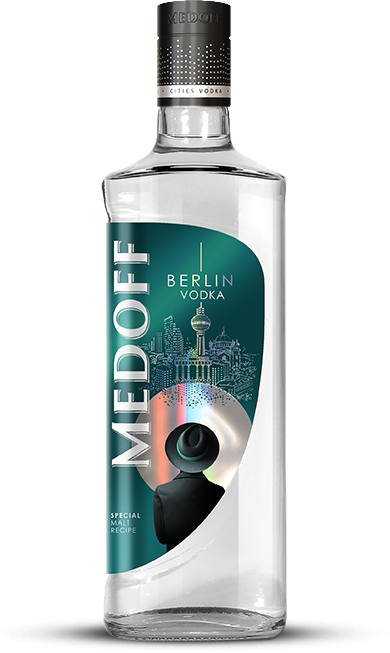 MEDOFF
• CITIES VODKA •
BERLIN
VODKA
MEDOFF
SPECIAL
MALT
RECIPE